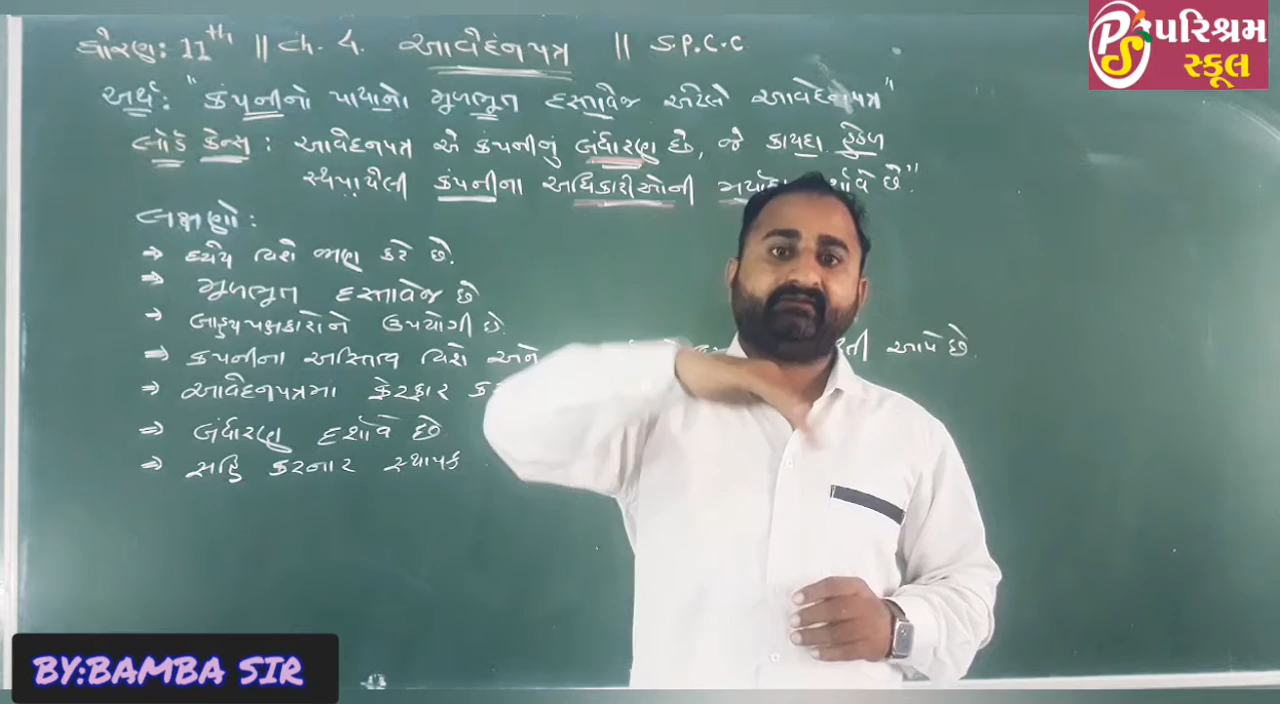 ધોરણ: 11th || Ch. 4. આવેદનપત્ર || S.P.C.C
પરિશ્રમ
સ્કૂલ
અર્થ: "કંપનીનો પાયાનો મૂળભૂત દસ્તાવેજ એટલે આવેદનપત્ર"
લોર્ડ કેન્સ: આવેદનપત્ર એ કંપનીનું બંધારણ છે, જે કાયદા હેઠળ
સ્થપાયેલી કંપનીના અધિકારીઓની છે".
લક્ષણો:
⇒ ધ્યેય વિશે જાણ કરે છે.
⇒ મૂળભૂત દસ્તાવેજ છે
⇒ બાહ્યપક્ષકારોને ઉપયોગી છે.
⇒ કંપનીના અસ્તિત્વ વિશે અને આપે છે.
⇒ આવેદનપત્રમાં ફેરફાર
⇒ બંધારણ દર્શાવે છે
⇒ સહિ કરનાર સ્થાપક
BY:BAMBA SIR